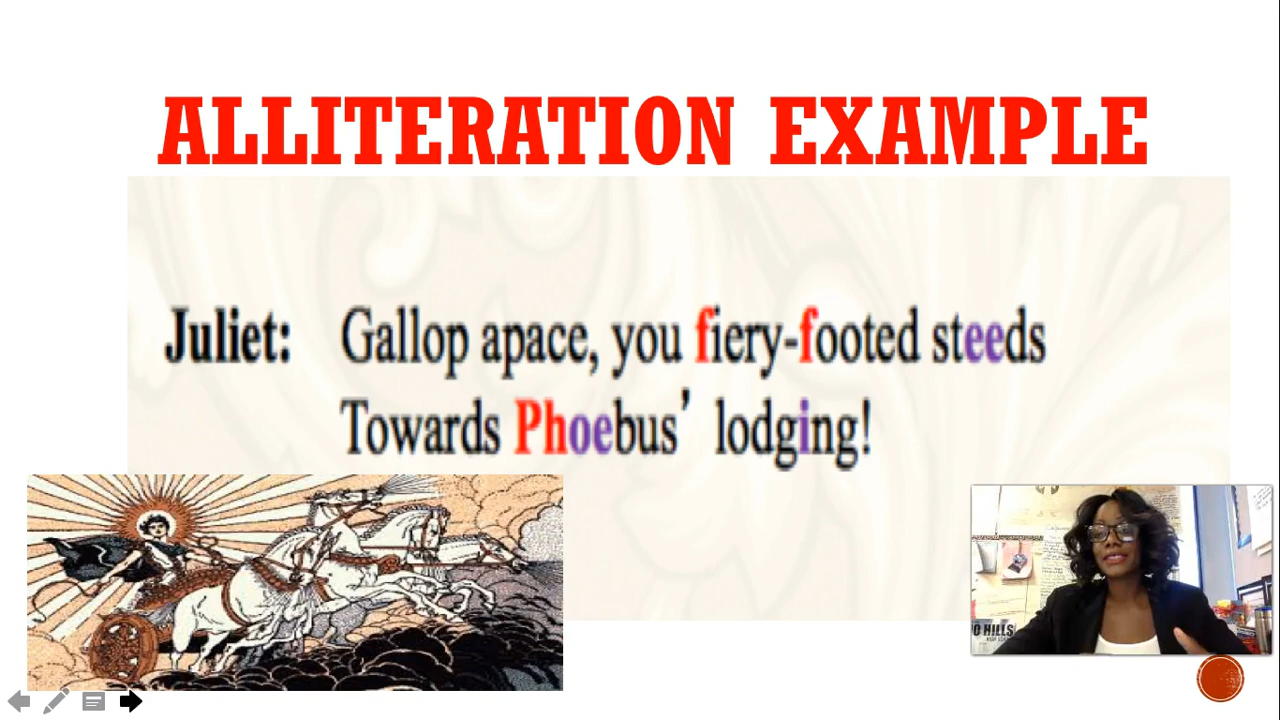 ALLITERATION EXAMPLE
Juliet: Gallop apace, you fiery-footed steeds
Towards Phoebus’ lodging!
O HILLS